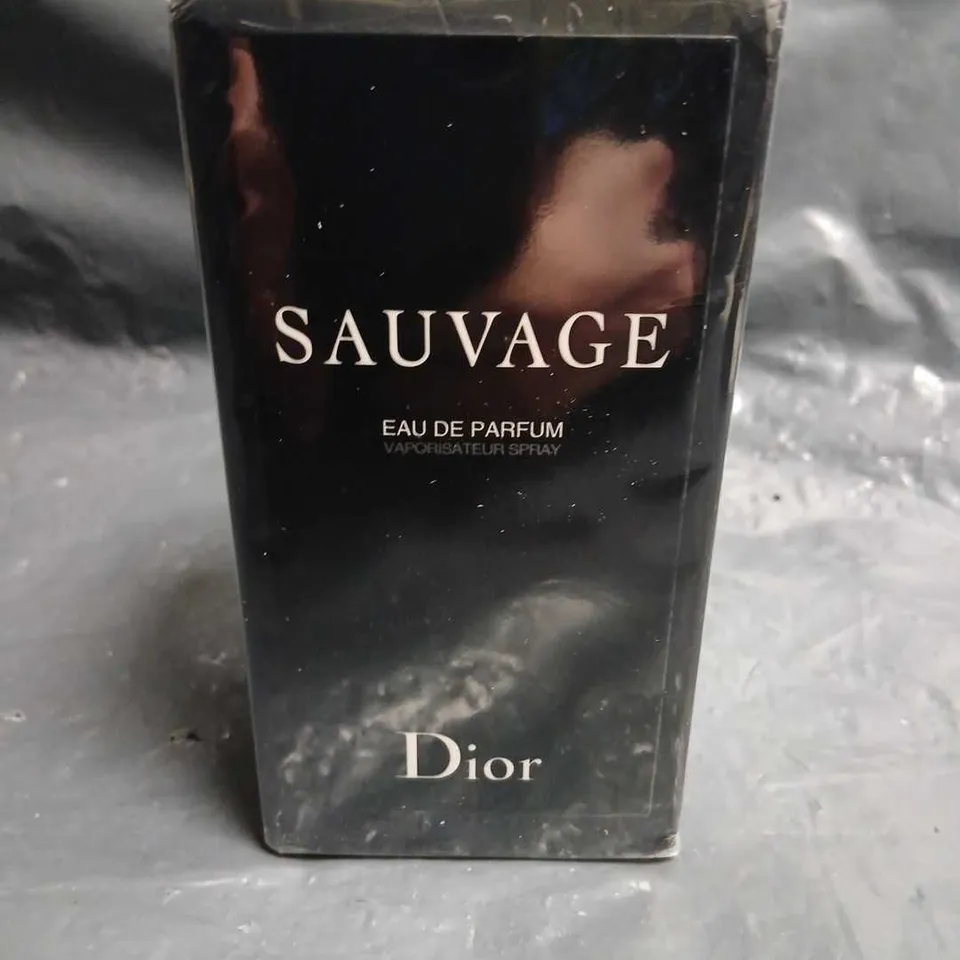 SAUVAGE
EAU DE PARFUM
VAPORISATEUR SPRAY
Dior